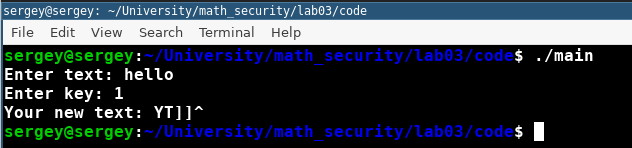 sergey@sergey: ~/University/math_security/lab03/code
File Edit View Search Terminal Help
sergey@sergey:~/University/math_security/lab03/code$ ./main
Enter text: hello
Enter key: 1
Your new text: YT]]^
sergey@sergey:~/University/math_security/lab03/code$